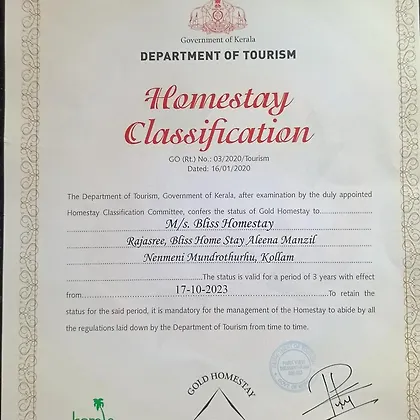 Government of Kerala
DEPARTMENT OF TOURISM
Homestay
Classification
GO (Rt.) No.: 03/2020/Tourism
Dated: 16/01/2020
The Department of Tourism, Government of Kerala, after examination by the duly appointed
Homestay Classification Committee, confers the status of Gold Homestay to
M/s. Bliss Homestay
Rajasree, Bliss Home Stay Aleena Manzil
Nenmeni Mundrothurhu, Kollam
The status is valid for a period of 3 years with effect
from 17-10-2023 To retain the
status for the said period, it is mandatory for the management of the Homestay to abide by all
the regulations laid down by the Department of Tourism from time to time.
GOLD HOMESTAY